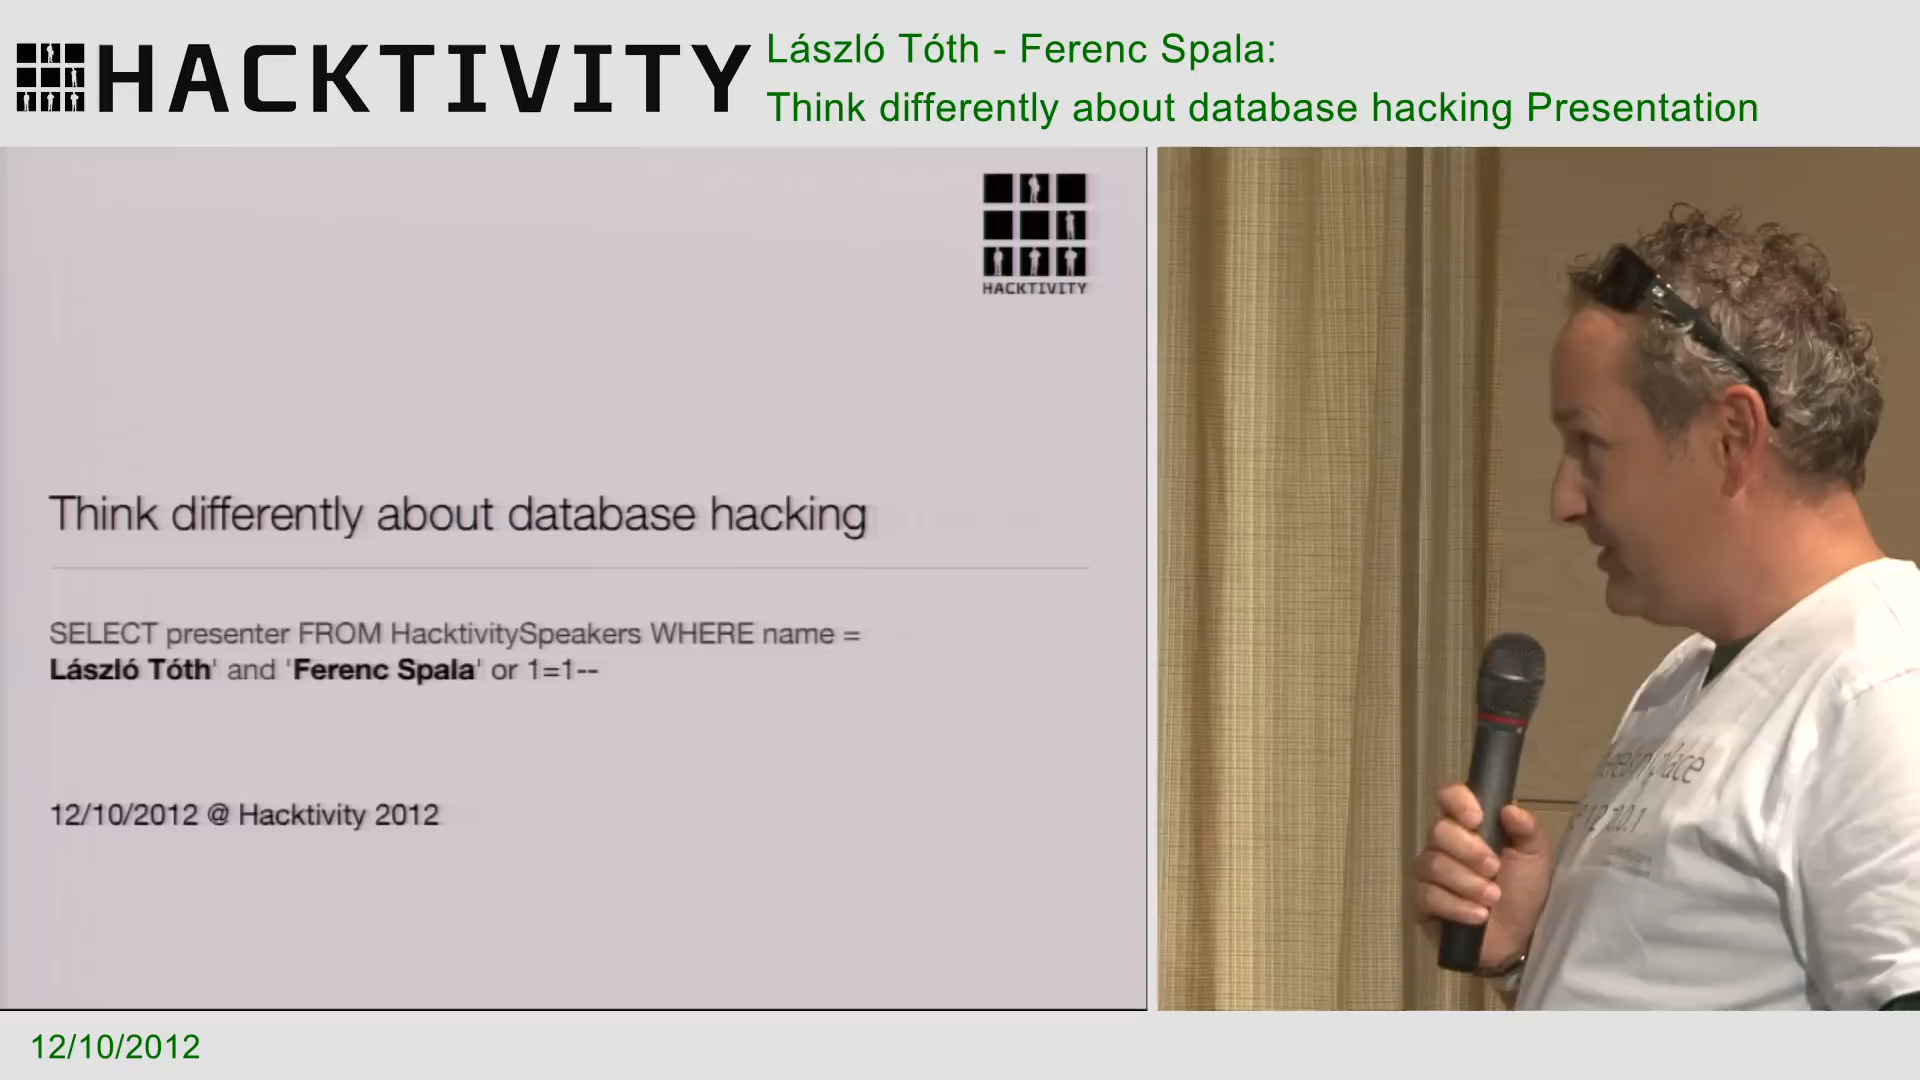 HACKTIVITY
László Tóth - Ferenc Spala:
Think differently about database hacking Presentation
HACKTIVITY
Think differently about database hacking
SELECT presenter FROM HacktivitySpeakers WHERE name =
László Tóth' and 'Ferenc Spala' or 1=1--
12/10/2012 @ Hacktivity 2012
place
12/10/2012